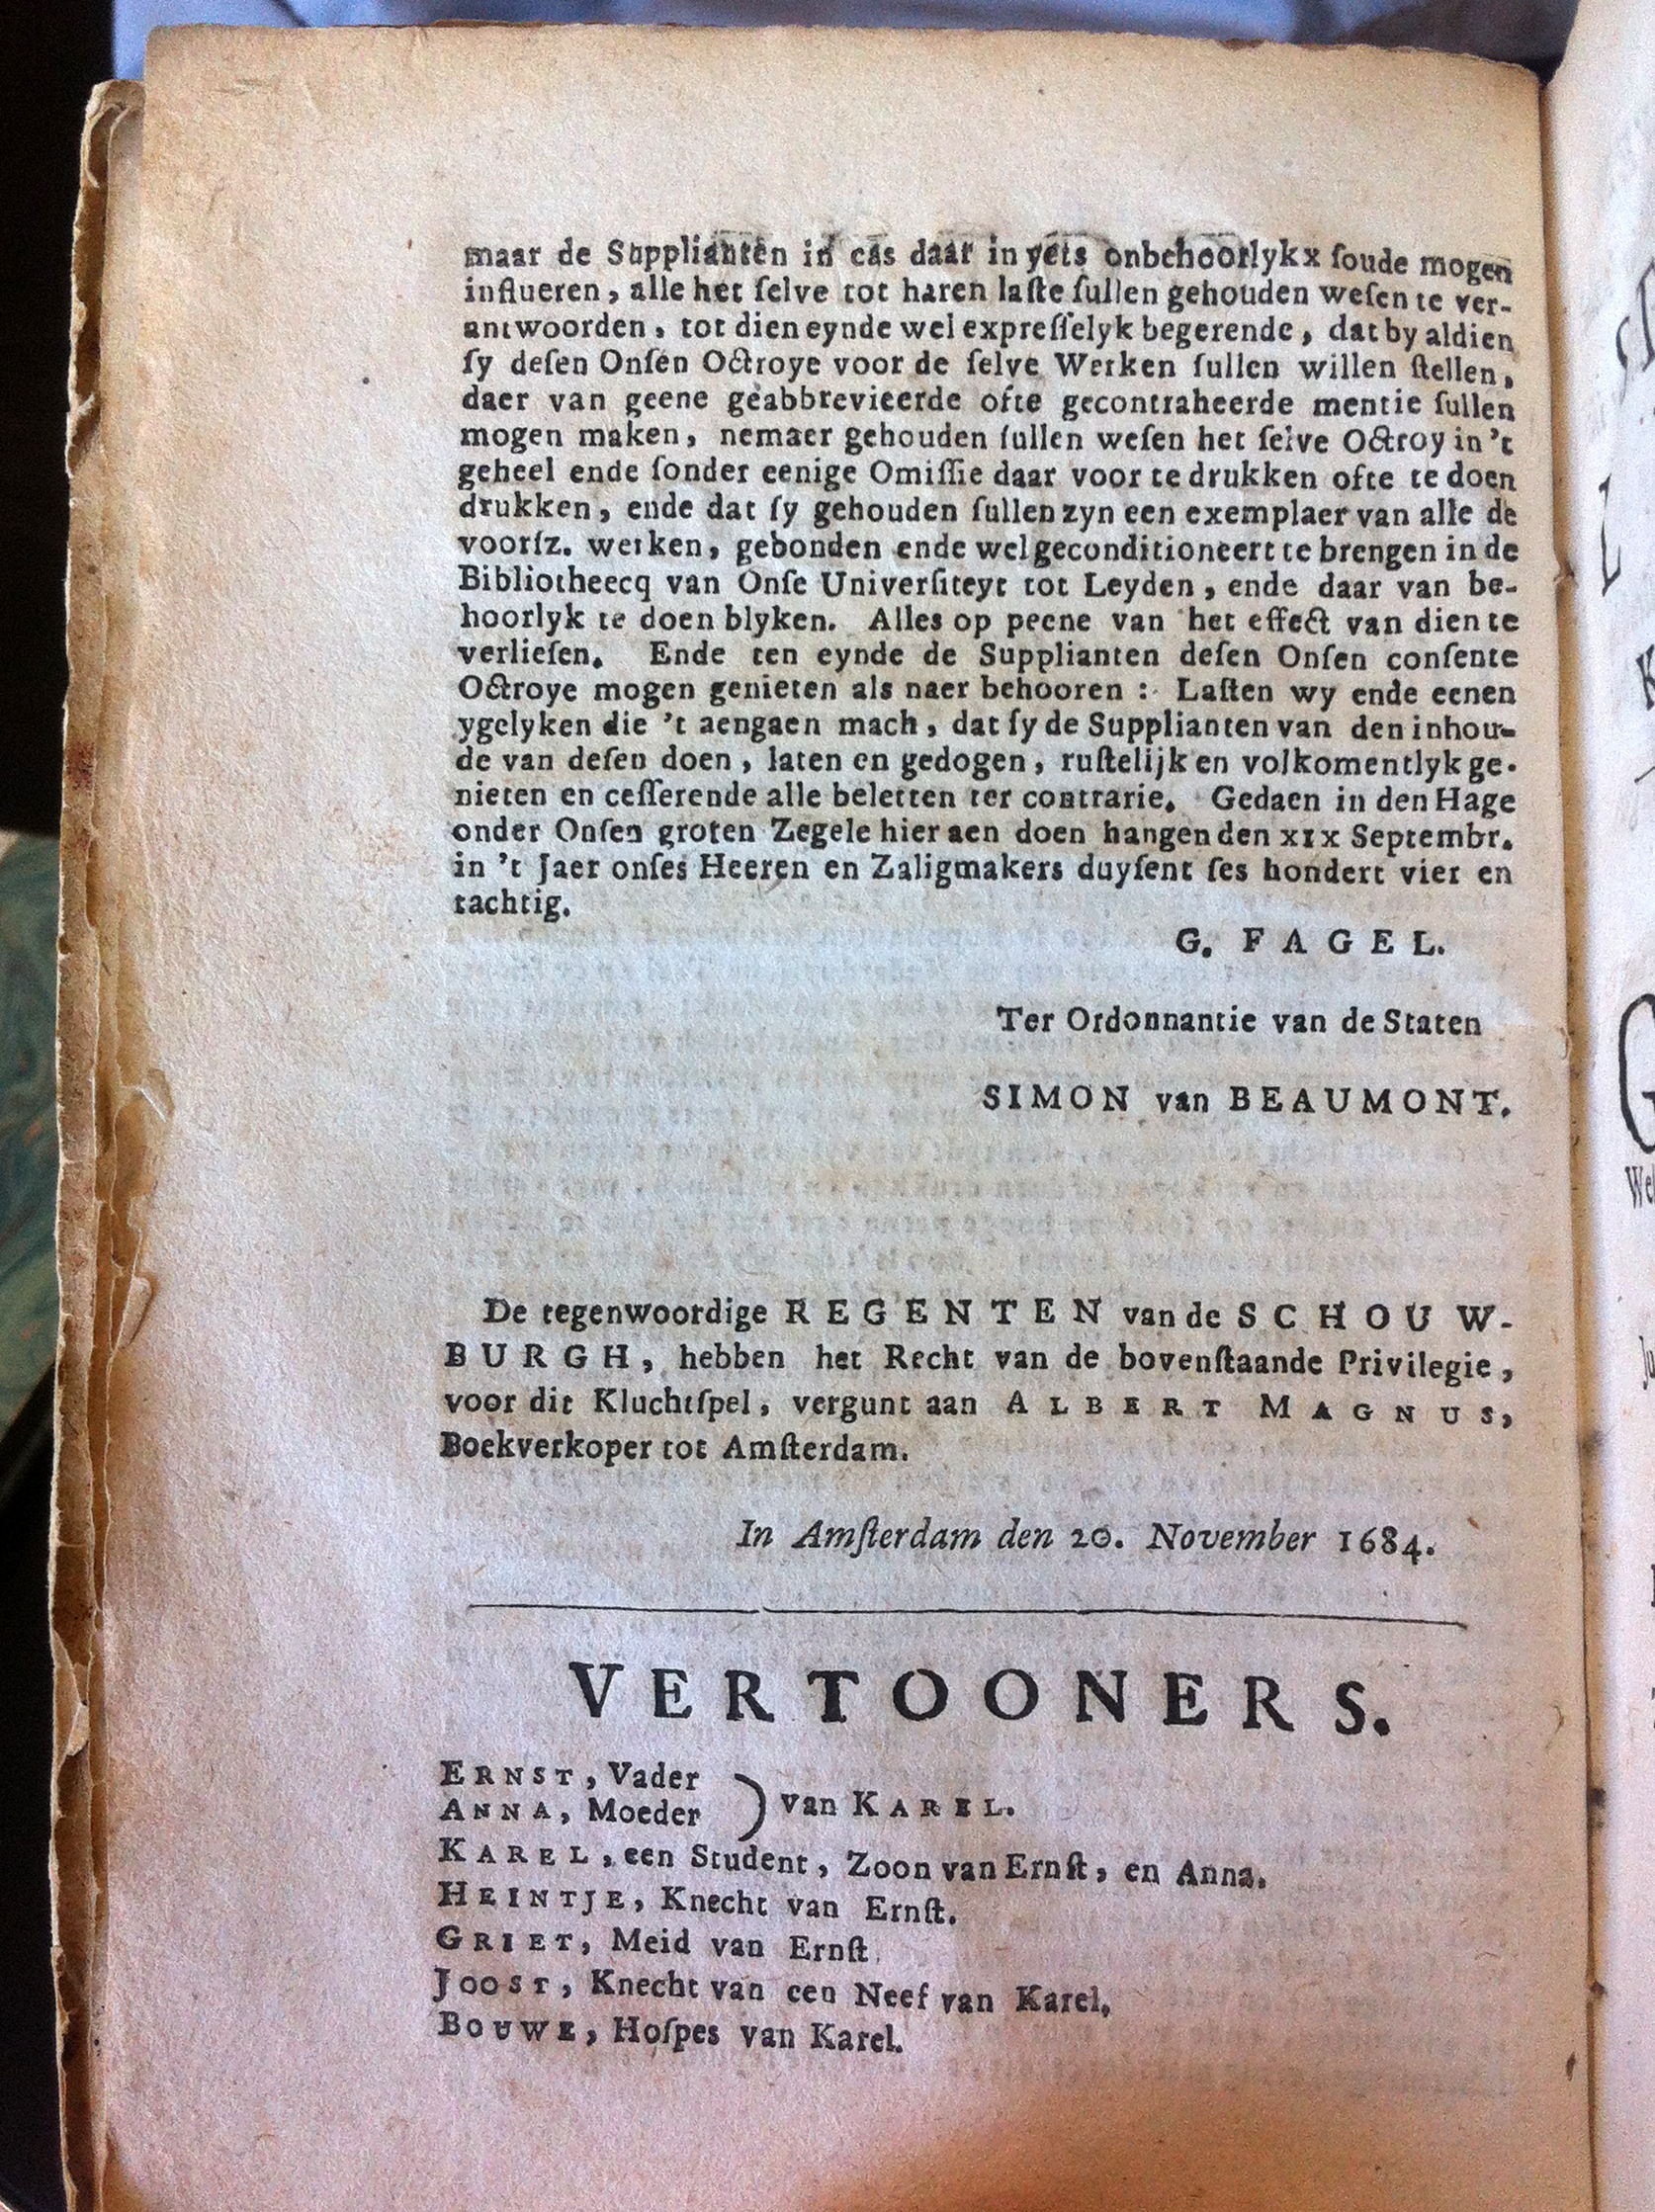 maar de Supplianten in cas daar in yets onbehoorlykx ſoude mogen
influeren, alle het ſelve tot haren laſte ſullen gehouden weſen te ver-
antwoorden, tot dien eynde wel expreſſelyk begerende, dat by aldien
ſy deſen Onſen Octroye voor de ſelve Werken ſullen willen ſtellen,
daer van geene geabbrevieerde ofte gecontraheerde mentie ſullen
mogen maken, nemaer gehouden ſullen weſen het ſelve Octroy in 't
geheel ende ſonder eenige Omiſſie daar voor te drukken ofte te doen
drukken, ende dat ſy gehouden ſullen zyn een exemplaer van alle de
voorſz. werken, gebonden ende wel geconditioneert te brengen in de
Bibliotheecq van Onſe Univerſiteyt tot Leyden, ende daar van be-
hoorlyk te doen blyken. Alles op peene van het effect van dien te
verlieſen. Ende ten eynde de Supplianten deſen Onſen conſente
Octroye mogen genieten als naer behooren: Laſten wy ende eenen
ygelyken die 't aengaen mach, dat ſy de Supplianten van den inhou-
de van deſen doen, laten en gedogen, ruſtelijk en volkomentlyk ge-
nieten en ceſſerende alle beletten ter contrarie. Gedaen in den Hage
onder Onſen groten Zegele hier aen doen hangen den XIX Septembr.
in 't Jaer onſes Heeren en Zaligmakers duyſent ſes hondert vier en
tachtig.
G. FAGEL.
Ter Ordonnantie van de Staten
SIMON van BEAUMONT.
De tegenwoordige REGENTEN van de SCHOUW-
BURGH, hebben het Recht van de bovenſtaande Privilegie,
voor dit Kluchtſpel, vergunt aan ALBERT MAGNUS,
Boekverkoper tot Amſterdam.
In Amſterdam den 20. November 1684.
VERTOONERS.
ERNST, Vader
ANNA, Moeder ) van KAREL.
KAREL, een Student, Zoon van Ernſt, en Anna.
HEINTJE, Knecht van Ernſt.
GRIET, Meid van Ernſt.
JOOST, Knecht van een Neef van Karel,
BOUWE, Hoſpes van Karel.